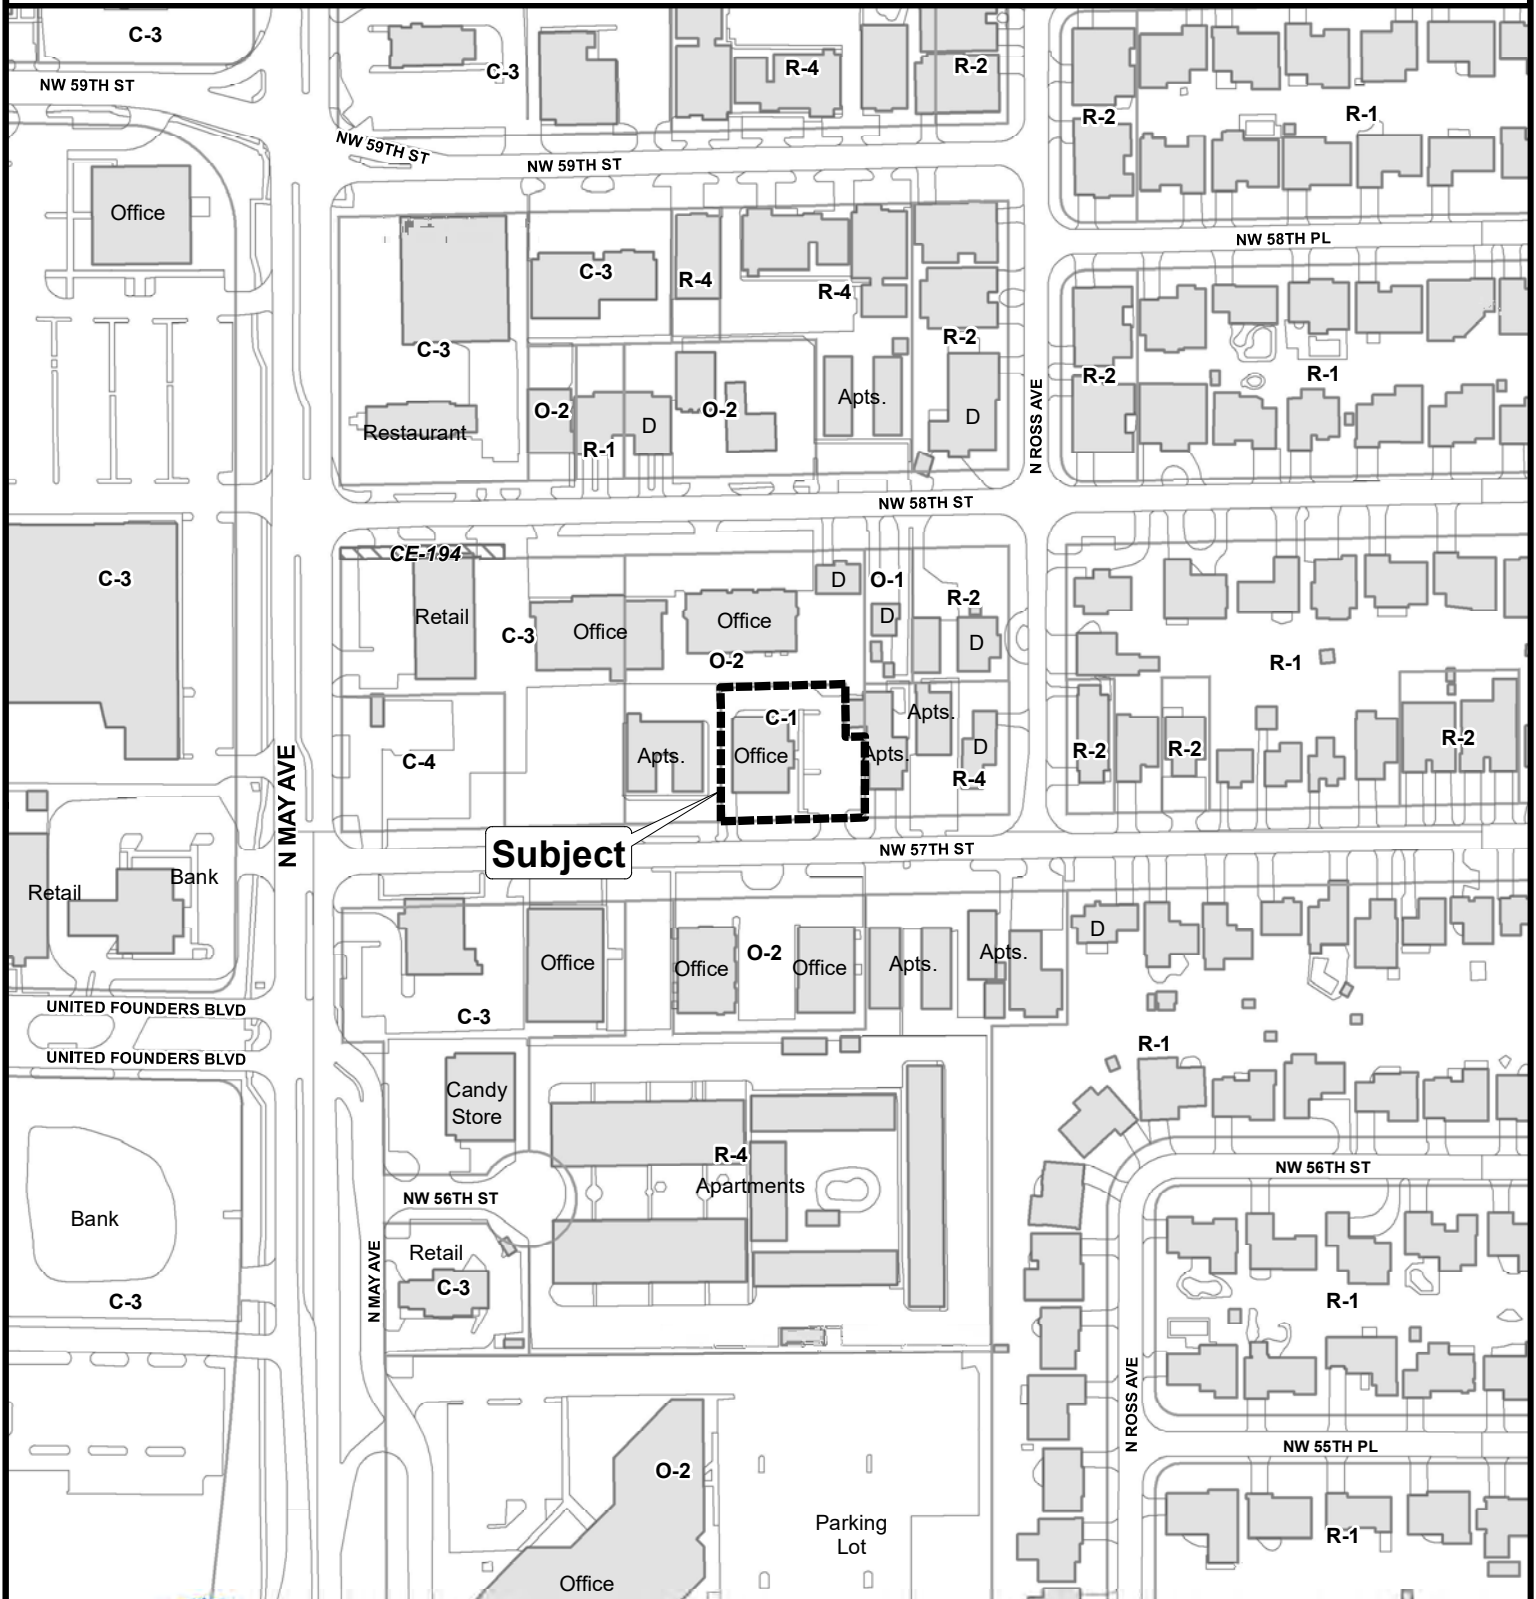 C-3
C-3
R-4
R-2
NW 59TH ST
R-2
R-1
NW 59TH ST
NW 59TH ST
Office
NW 58TH PL
C-3
R-4
R-4
C-3
R-2
R-2
R-1
N ROSS AVE
Restaurant
O-2
R-1
D
O-2
Apts.
D
NW 58TH ST
CE-194
C-3
Retail
C-3
Office
Office
O-2
D
O-1
D
R-2
D
R-1
C-1
Apts.
Office
Apts.
Apts.
D
R-4
R-2
R-2
R-2
C-4
N MAY AVE
Subject
NW 57TH ST
Retail
Bank
Office
Office
O-2
Office
Apts.
Apts.
D
UNITED FOUNDERS BLVD
C-3
UNITED FOUNDERS BLVD
R-1
Candy
Store
R-4
Apartments
NW 56TH ST
NW 56TH ST
Bank
Retail
C-3
N MAY AVE
C-3
R-1
N ROSS AVE
NW 55TH PL
O-2
Parking
Lot
R-1
Office